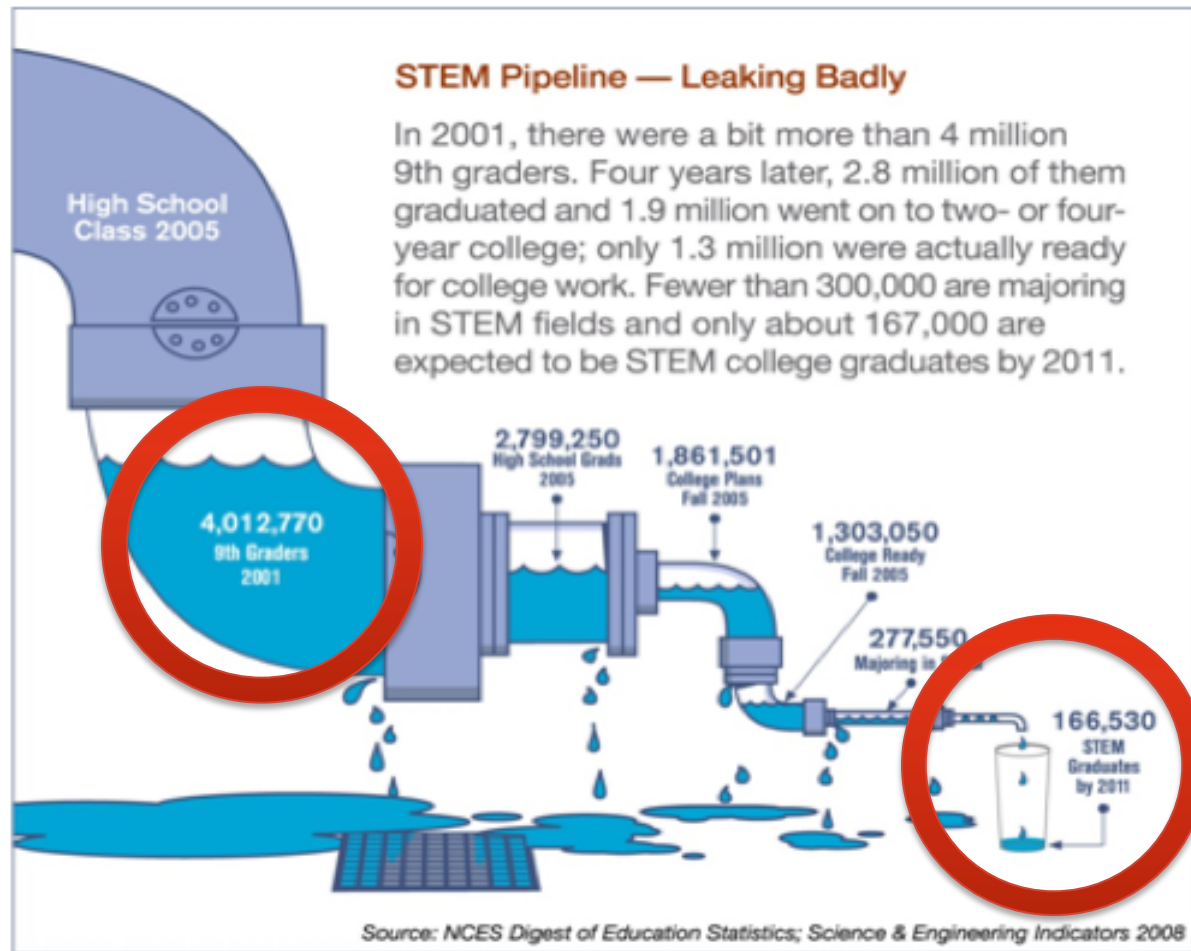 STEM Pipeline — Leaking Badly
In 2001, there were a bit more than 4 million
9th graders. Four years later, 2.8 million of them
graduated and 1.9 million went on to two- or four-
year college; only 1.3 million were actually ready
for college work. Fewer than 300,000 are majoring
in STEM fields and only about 167,000 are
expected to be STEM college graduates by 2011.
High School
Class 2005
4,012,770
9th Graders
2001
2,799,250
High School Grads
2005
1,861,501
College Plans
Fall 2005
1,303,050
College Ready
Fall 2005
277,550
Majoring in
166,530
STEM
Graduates
by 2011
Source: NCES Digest of Education Statistics; Science & Engineering Indicators 2008